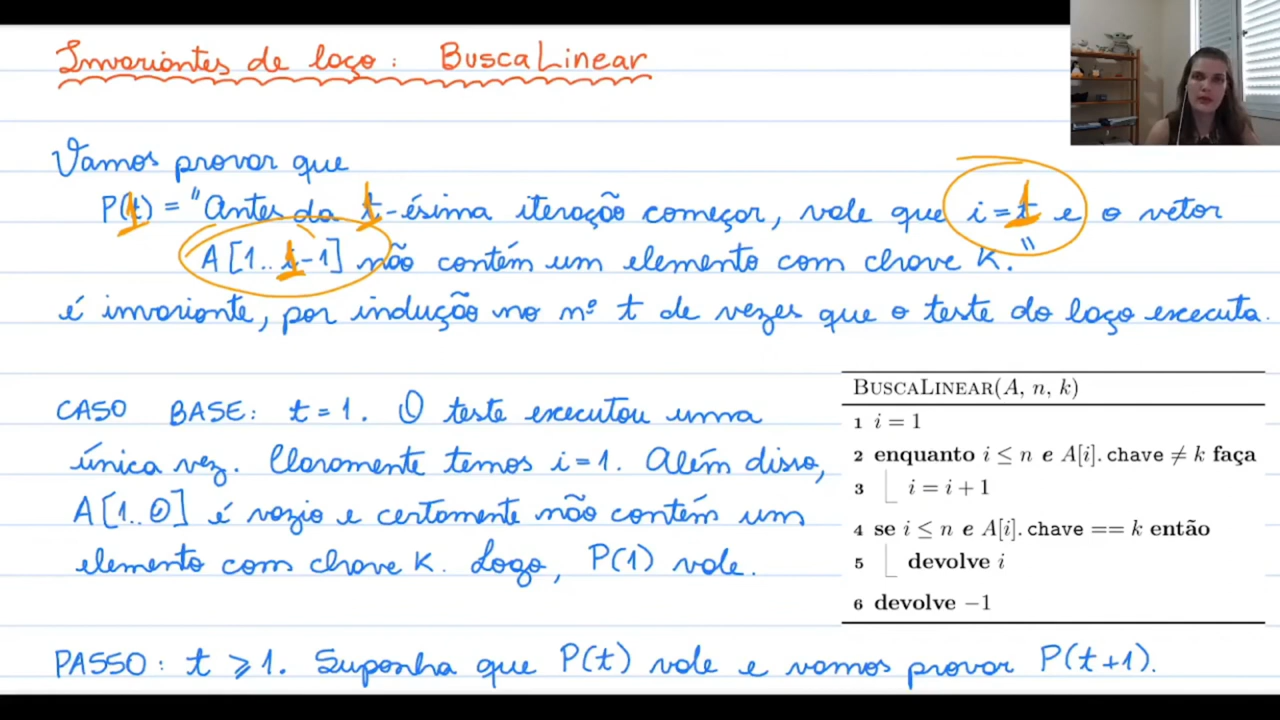 Invariantes de laço: BuscaLinear
Vamos provar que
P(t) = "Antes da t-ésima iteração começar, vale que i=t e o vetor
A[1..i-1] não contém um elemento com chave K."
é invariante, por indução no nº t de vezes que o teste do laço executa.
CASO BASE: t=1. O teste executou uma
única vez. Claramente temos i=1. Além disso,
A[1..0] é vazio e certamente não contém um
elemento com chave K. Logo, P(1) vale.
BUSCALINEAR(A, n, k)
1 i = 1
2 enquanto i ≤ n e A[i].chave ≠ k faça
3 i = i + 1
4 se i ≤ n e A[i].chave == k então
5 devolve i
6 devolve −1
PASSO: t ⩾ 1. Suponha que P(t) vale e vamos provar P(t+1).